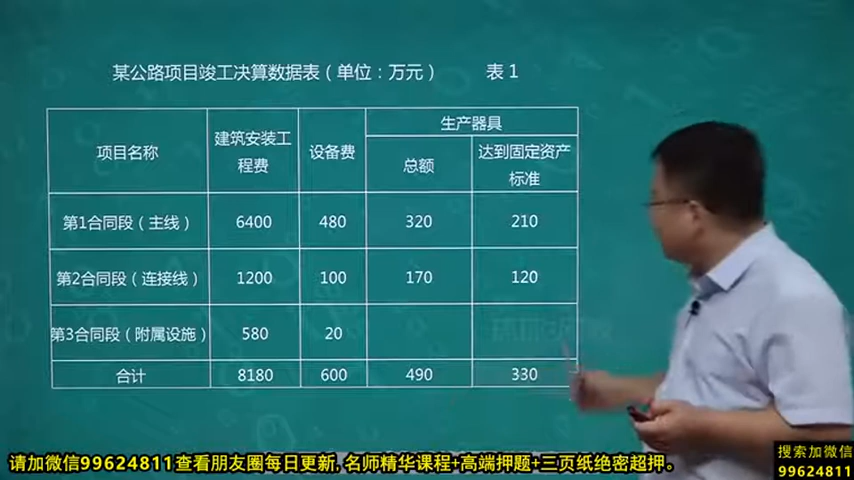 某公路项目竣工决算数据表（单位：万元） 表 1
项目名称 建筑安装工程费 设备费 生产器具
总额 达到固定资产标准
第1合同段（主线） 6400 480 320 210
第2合同段（连接线） 1200 100 170 120
第3合同段（附属设施） 580 20
合计 8180 600 490 330
请加微信99624811查看朋友圈每日更新,名师精华课程+高端押题+三页纸绝密超押。
搜索加微信
99624811